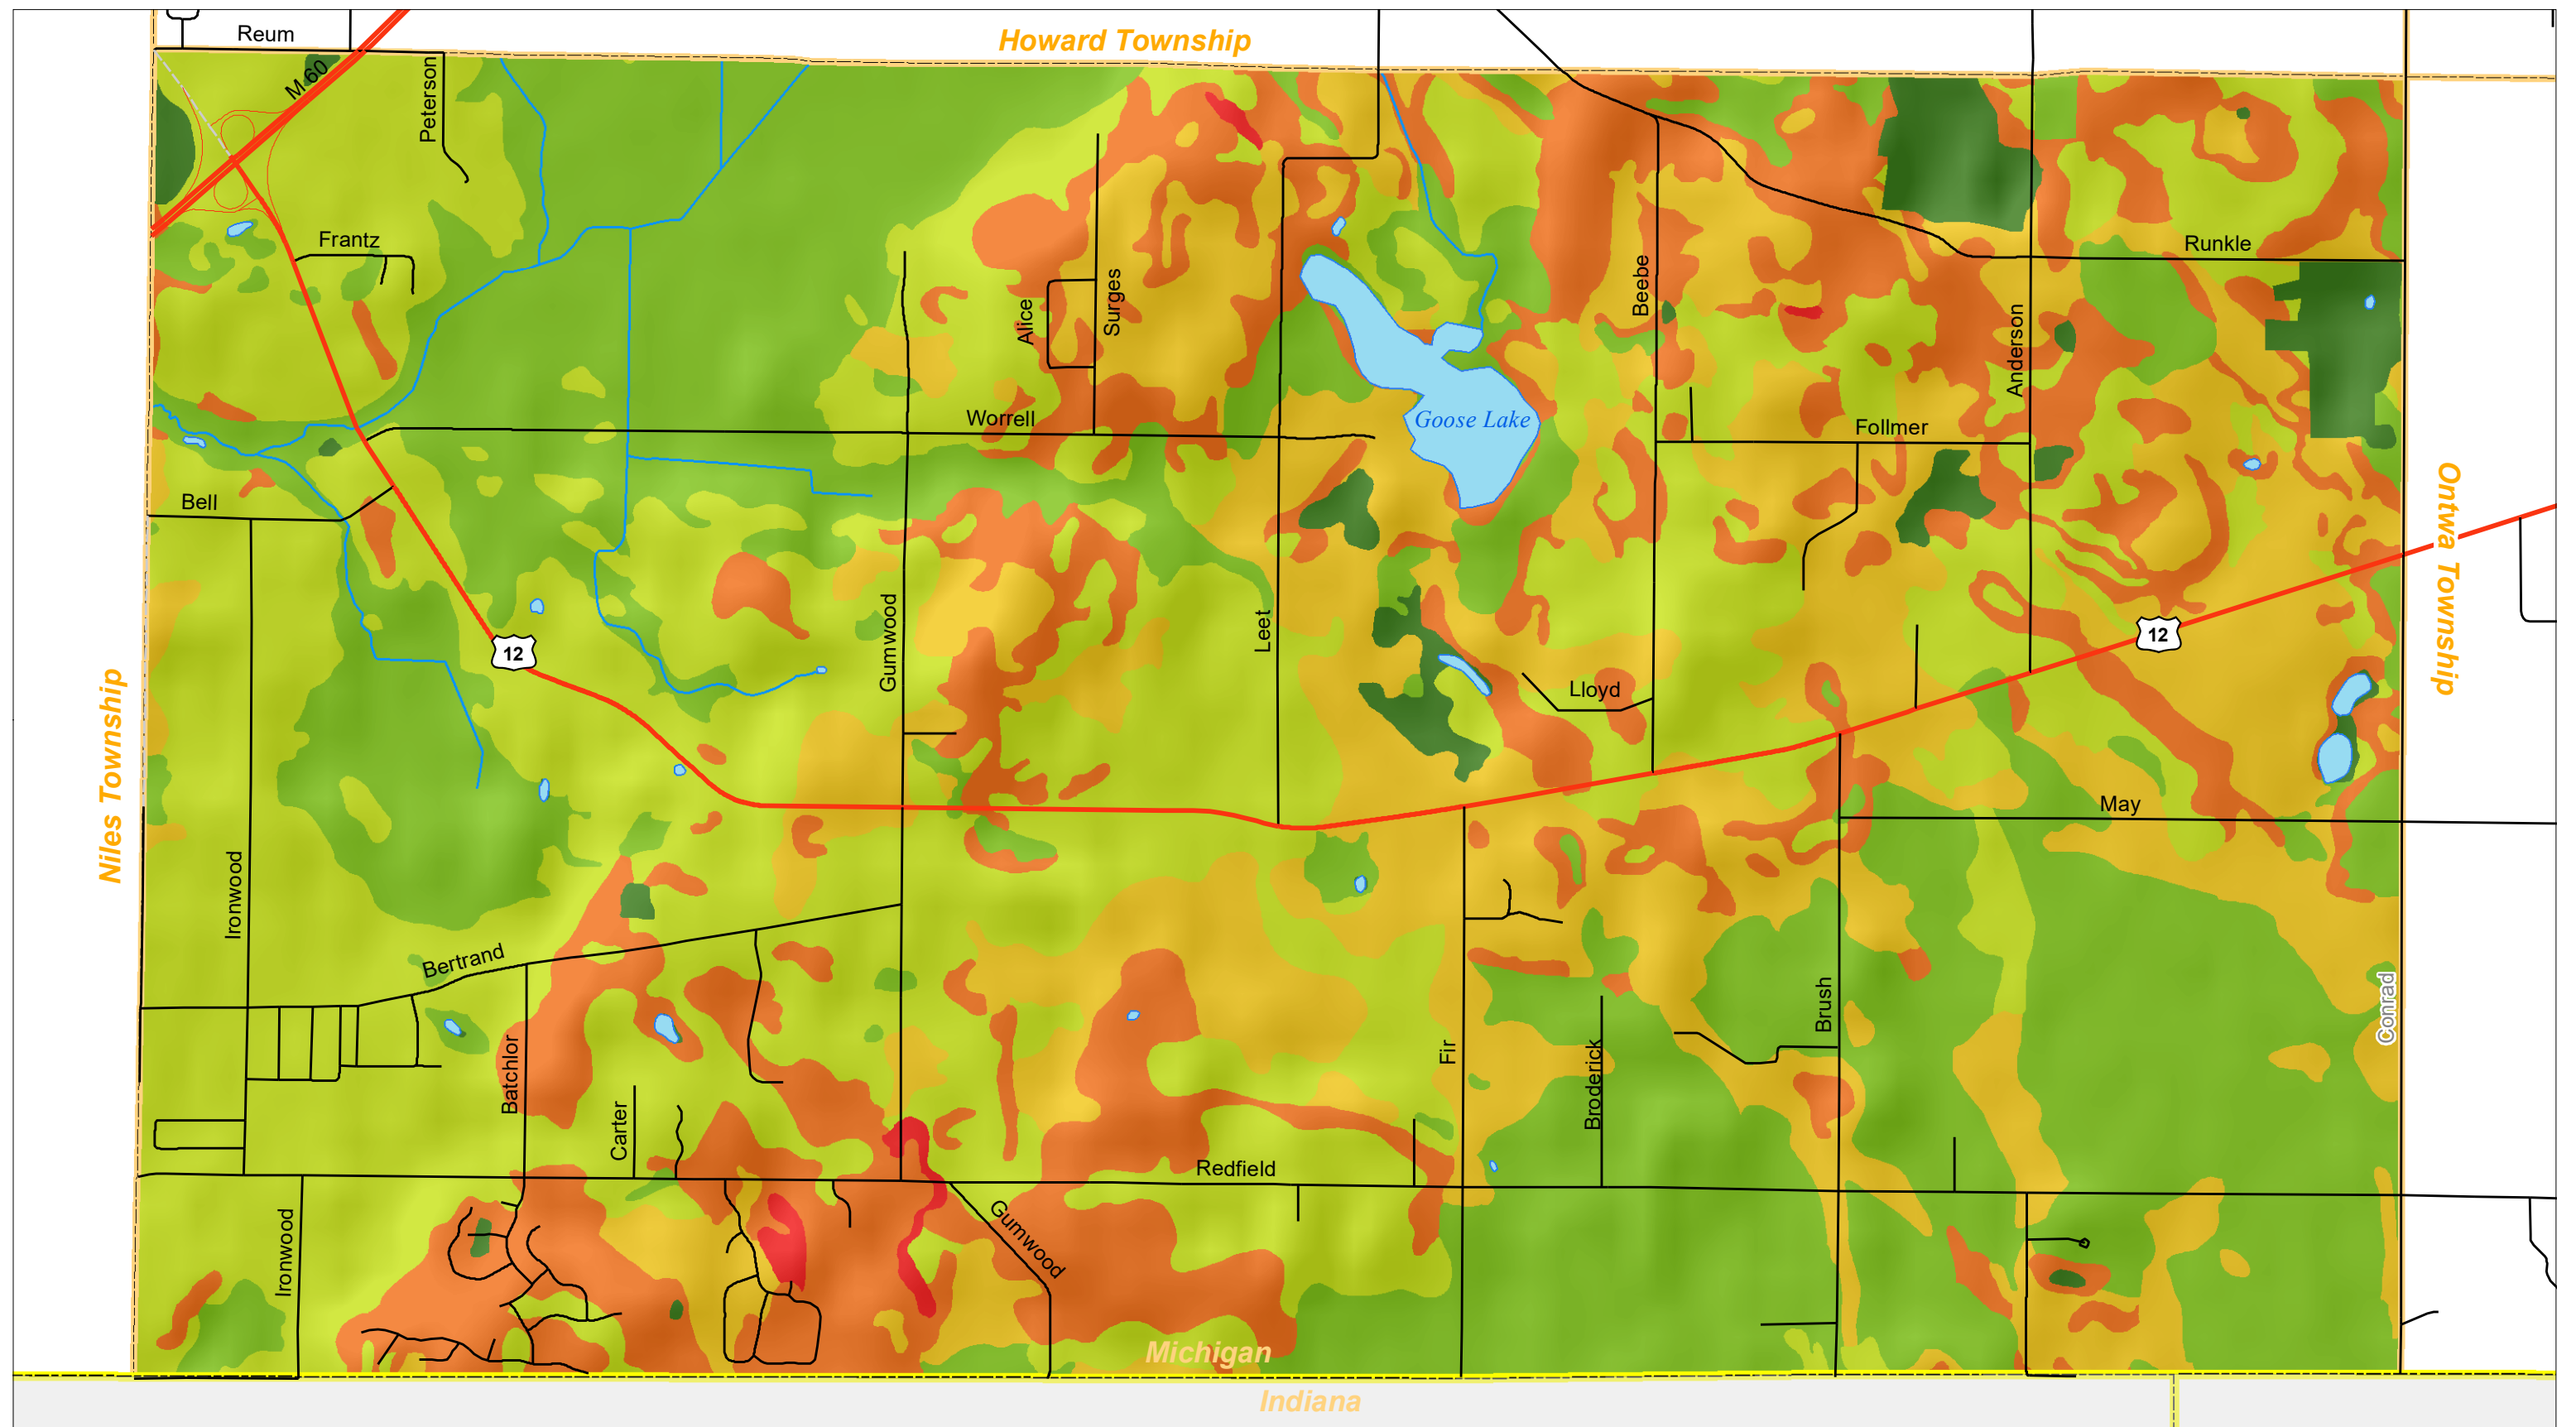 Reum
Howard Township
M-60
Peterson
Frantz
Runkle
Alice
Surges
Beebe
Anderson
Worrell
Goose Lake
Follmer
Bell
Ontwa Township
Gumwood
Leet
12
12
Lloyd
Niles Township
May
Ironwood
Bertrand
Conrad
Batchlor
Carter
Fir
Broderick
Brush
Redfield
Ironwood
Gumwood
Michigan
Indiana